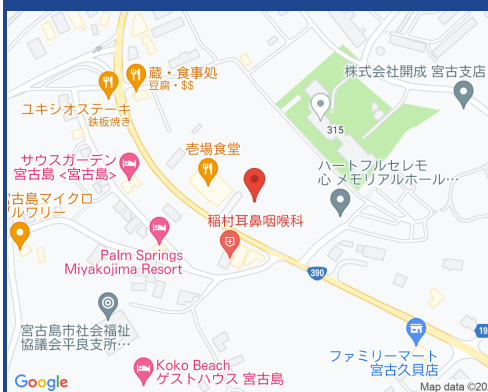 蔵・食事処
豆腐・$$
株式会社開成 宮古支店
ユキシオステーキ
鉄板焼き
315
壱場食堂
サウスガーデン
宮古島 <宮古島>
ハートフルセレモ
心 メモリアルホール…
古島マイクロ
ルワリー
稲村耳鼻咽喉科
Palm Springs
Miyakojima Resort
390
宮古島市社会福祉
協議会平良支所…
19
ファミリーマート
宮古久貝店
Koko Beach
ゲストハウス 宮古島
Google
Map data ©20